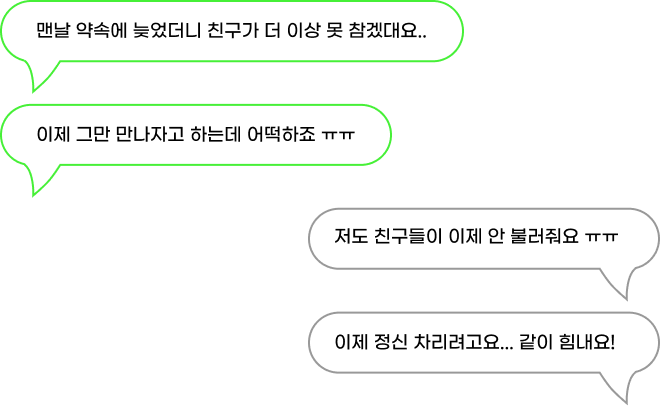 맨날 약속에 늦었더니 친구가 더 이상 못 참겠대요..
이제 그만 만나자고 하는데 어떡하죠 ㅠㅠ
저도 친구들이 이제 안 불러줘요 ㅠㅠ
이제 정신 차리려고요... 같이 힘내요!